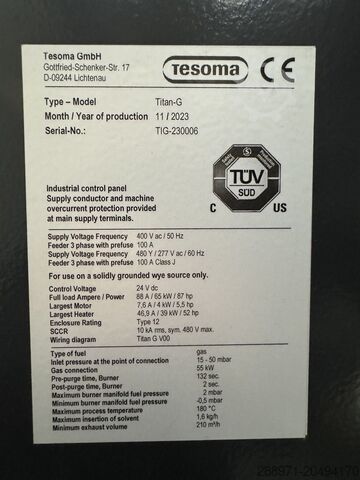 Tesoma GmbH
Gottfried-Schenker-Str. 17
D-09244 Lichtenau
Tesoma CE
Type – Model Titan-G
Month / Year of production 11 / 2023
Serial-No.: TIG-230006
Industrial control panel
Supply conductor and machine
overcurrent protection provided
at main supply terminals.
TÜV
SÜD
C US
Supply Voltage Frequency 400 V ac / 50 Hz
Feeder 3 phase with prefuse 100 A
Supply Voltage Frequency 480 Y / 277 V ac / 60 Hz
Feeder 3 phase with prefuse 100 A Class J
For use on a solidly grounded wye source only.
Control Voltage 24 V dc
Full load Ampere / Power 88 A / 65 kW / 87 hp
Largest Motor 7,6 A / 4 kW / 5,5 hp
Largest Heater 46,9 A / 39 kW / 52 hp
Enclosure Rating Type 12
SCCR 10 kA rms, sym. 480 V max.
Wiring diagram Titan G V00
Type of fuel gas
Inlet pressure at the point of connection 15 - 50 mbar
Gas connection 55 kW
Pre-purge time, Burner 132 sec.
Post-purge time, Burner 2 sec.
Maximum burner manifold fuel pressure 2 mbar
Minimum burner manifold fuel pressure -0,5 mbar
Maximum process temperature 180 °C
Maximum insertion of solvent 1,6 kg/h
Minimum exhaust volume 210 m³/h
288971-20494170